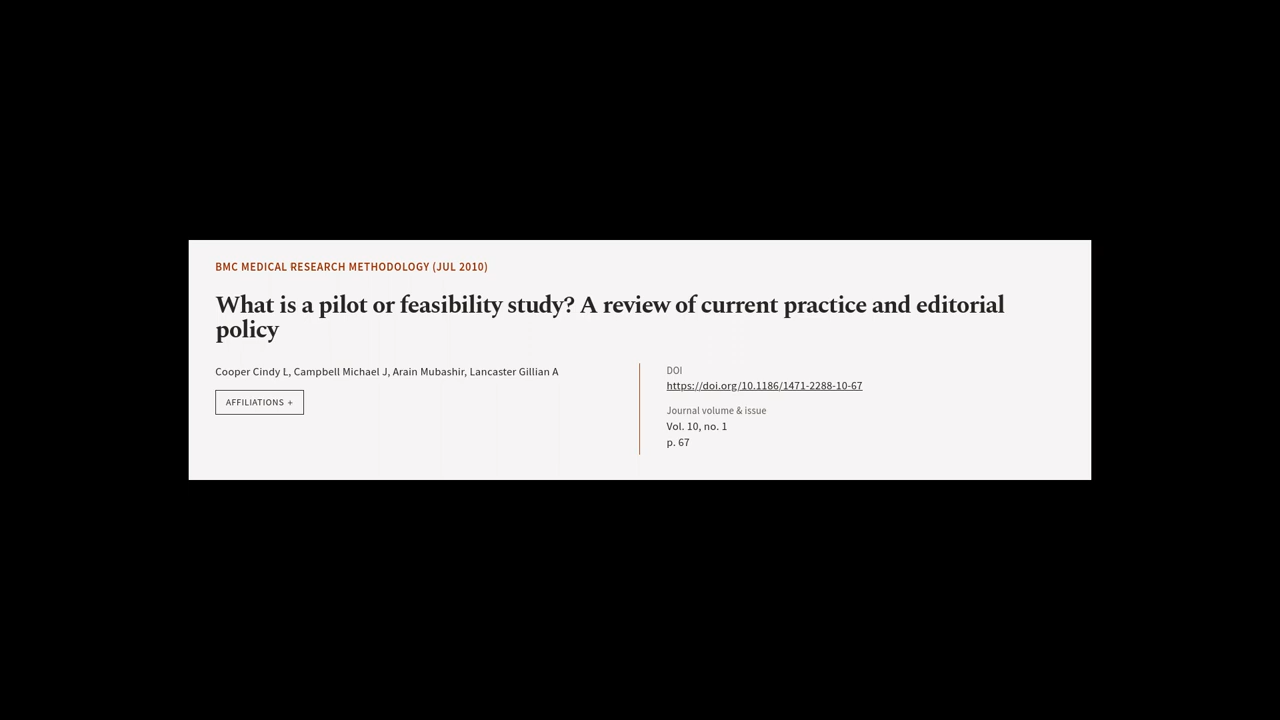 BMC MEDICAL RESEARCH METHODOLOGY (JUL 2010)
What is a pilot or feasibility study? A review of current practice and editorial
policy
Cooper Cindy L, Campbell Michael J, Arain Mubashir, Lancaster Gillian A
AFFILIATIONS +
DOI
https://doi.org/10.1186/1471-2288-10-67
Journal volume & issue
Vol. 10, no. 1
p. 67